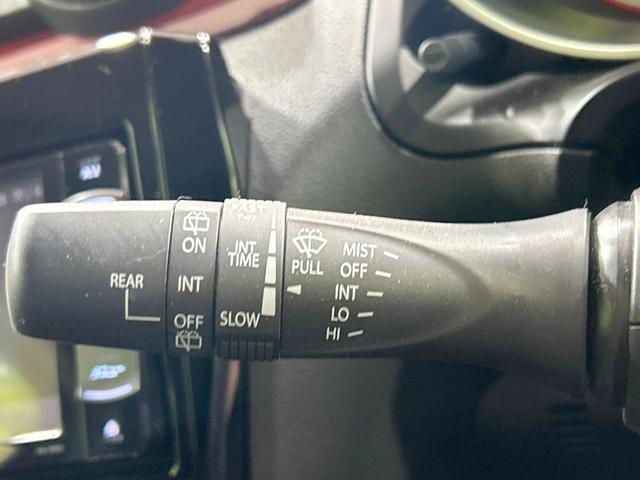 REAR
ON
INT
OFF
INT
TIME
SLOW
PULL
MIST
OFF
INT
LO
HI